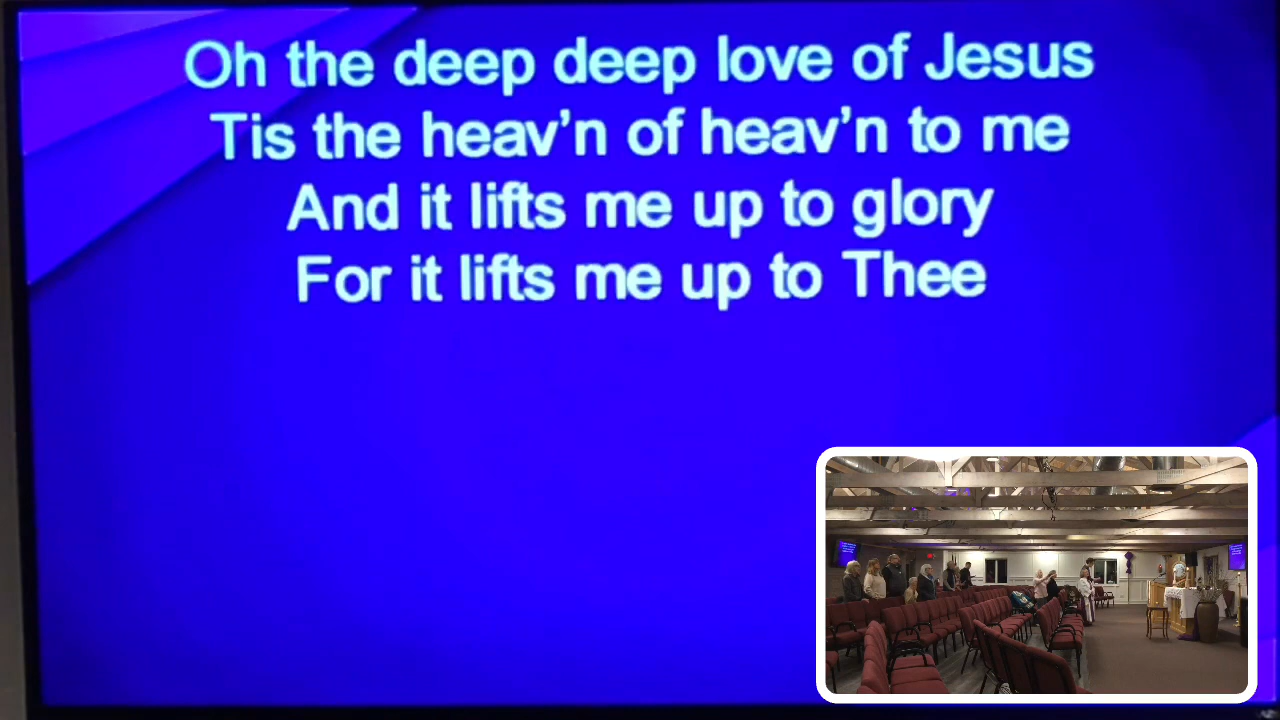 Oh the deep deep love of Jesus
Tis the heav’n of heav’n to me
And it lifts me up to glory
For it lifts me up to Thee